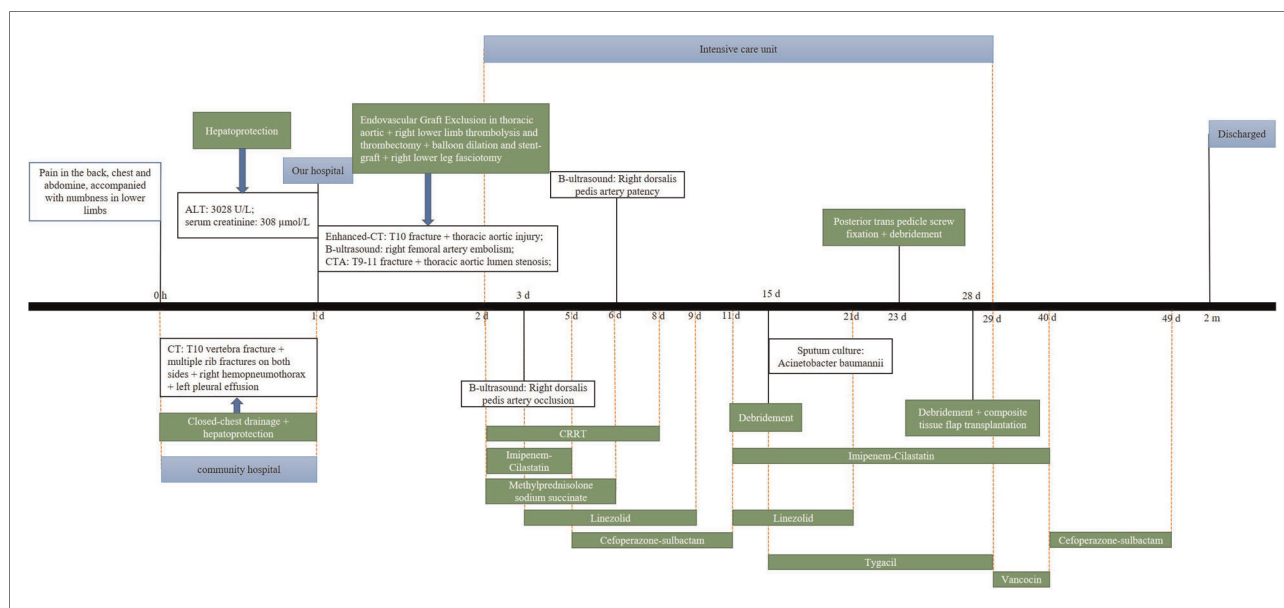 Intensive care unit
Hepatoprotection
Endovascular Graft Exclusion in thoracic
aortic + right lower limb thrombolysis and
thrombectomy + balloon dilation and stent-
graft + right lower leg fasciotomy
Discharged
Pain in the back, chest and
abdomine, accompanied
with numbness in lower
limbs
Our hospital
B-ultrasound: Right dorsalis
pedis artery patency
ALT: 3028 U/L;
serum creatinine: 308 μmol/L
Enhanced-CT: T10 fracture + thoracic aortic injury;
B-ultrasound: right femoral artery embolism;
CTA: T9-11 fracture + thoracic aortic lumen stenosis;
Posterior trans pedicle screw
fixation + debridement
0 h
3 d
15 d
28 d
1 d
2 d
5 d
6 d
8 d
9 d
11 d
21 d
23 d
29 d
40 d
49 d
2 m
CT: T10 vertebra fracture +
multiple rib fractures on both
sides + right hemopneumothorax
+ left pleural effusion
Sputum culture:
Acinetobacter baumannii
B-ultrasound: Right dorsalis
pedis artery occlusion
Closed-chest drainage +
hepatoprotection
Debridement
Debridement + composite
tissue flap transplantation
community hospital
CRRT
Imipenem-
Cilastatin
Imipenem-Cilastatin
Methylprednisolone
sodium succinate
Linezolid
Linezolid
Cefoperazone-sulbactam
Cefoperazone-sulbactam
Tygacil
Vancocin